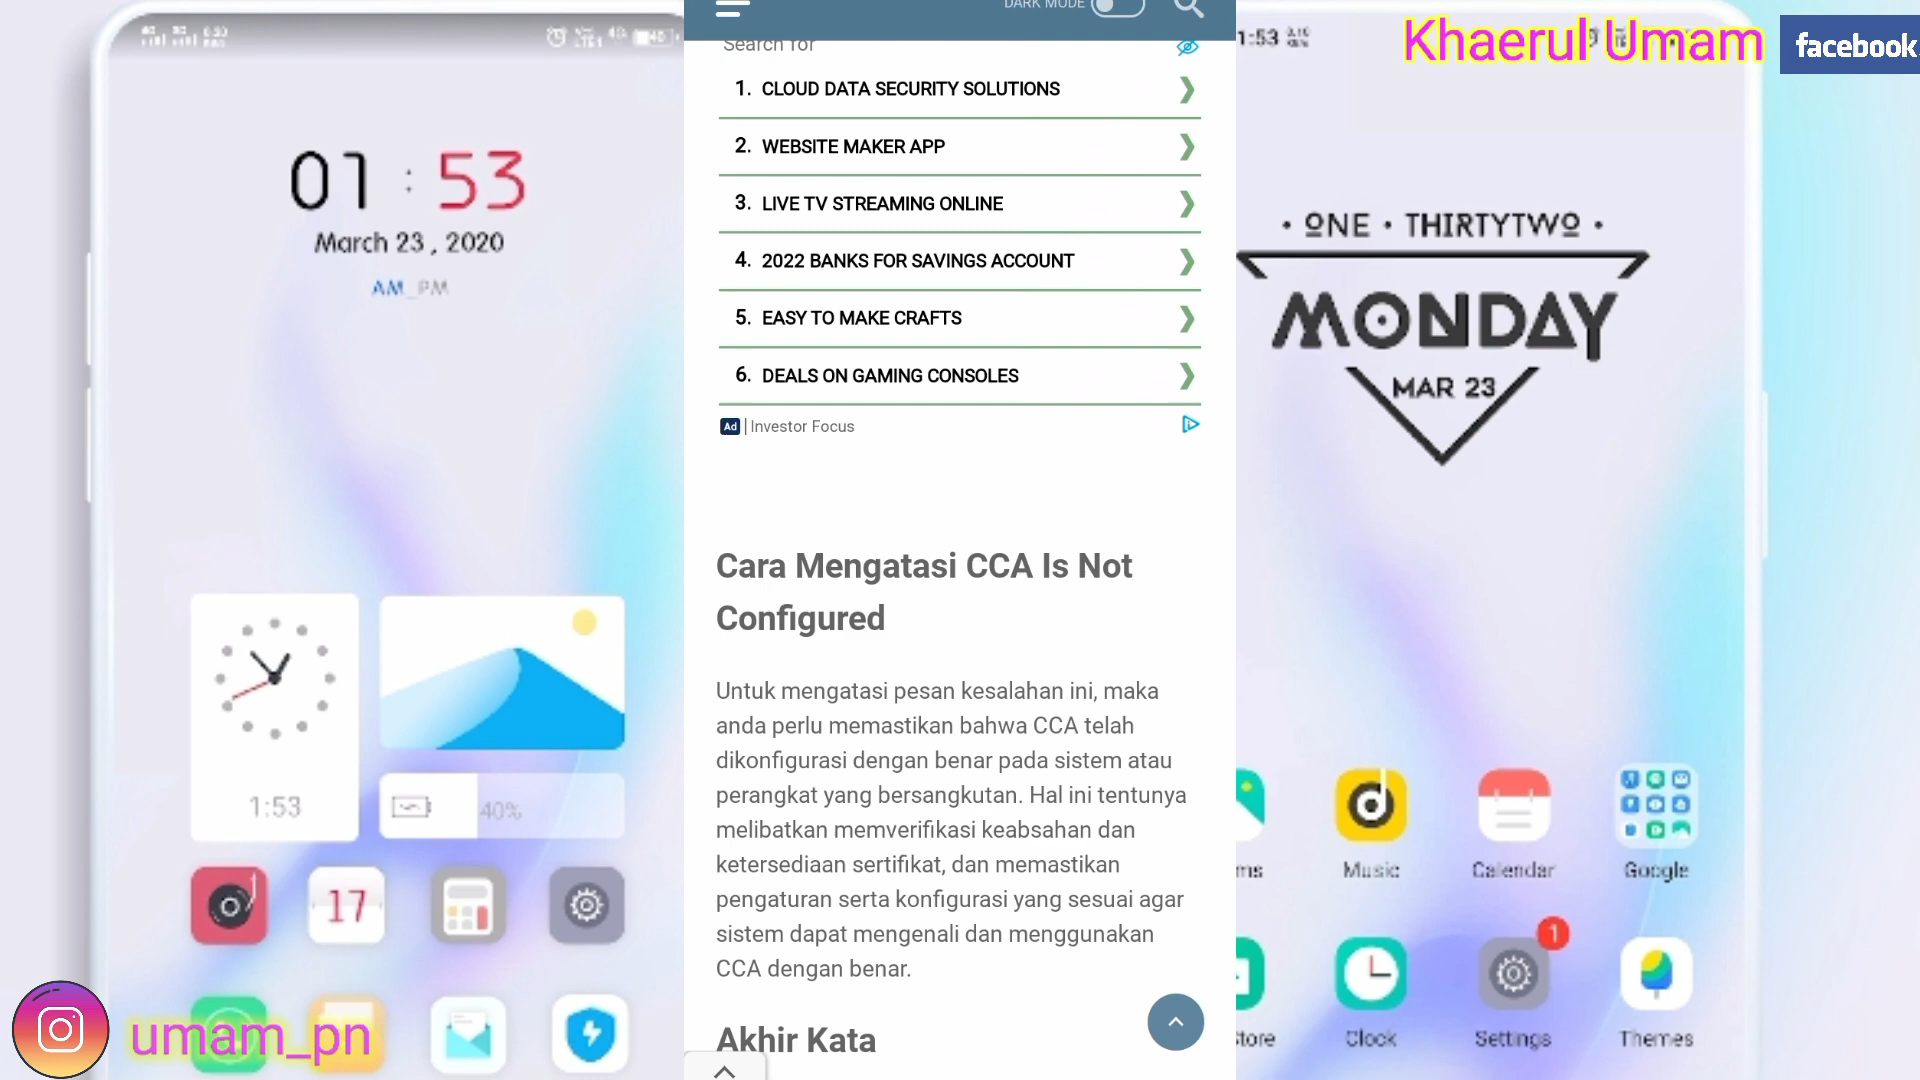 01 : 53
March 23 , 2020
AM_PM
1:53
40%
17
umam_pn
DARK MODE
Search for
1. CLOUD DATA SECURITY SOLUTIONS
2. WEBSITE MAKER APP
3. LIVE TV STREAMING ONLINE
4. 2022 BANKS FOR SAVINGS ACCOUNT
5. EASY TO MAKE CRAFTS
6. DEALS ON GAMING CONSOLES
Ad | Investor Focus
Cara Mengatasi CCA Is Not
Configured
Untuk mengatasi pesan kesalahan ini, maka
anda perlu memastikan bahwa CCA telah
dikonfigurasi dengan benar pada sistem atau
perangkat yang bersangkutan. Hal ini tentunya
melibatkan memverifikasi keabsahan dan
ketersediaan sertifikat, dan memastikan
pengaturan serta konfigurasi yang sesuai agar
sistem dapat mengenali dan menggunakan
CCA dengan benar.
Akhir Kata
1:53
Khaerul Umam
facebook
• ONE • THIRTYTWO •
MONDAY
MAR 23
Music
Calendar
Google
1
Clock
Settings
Themes